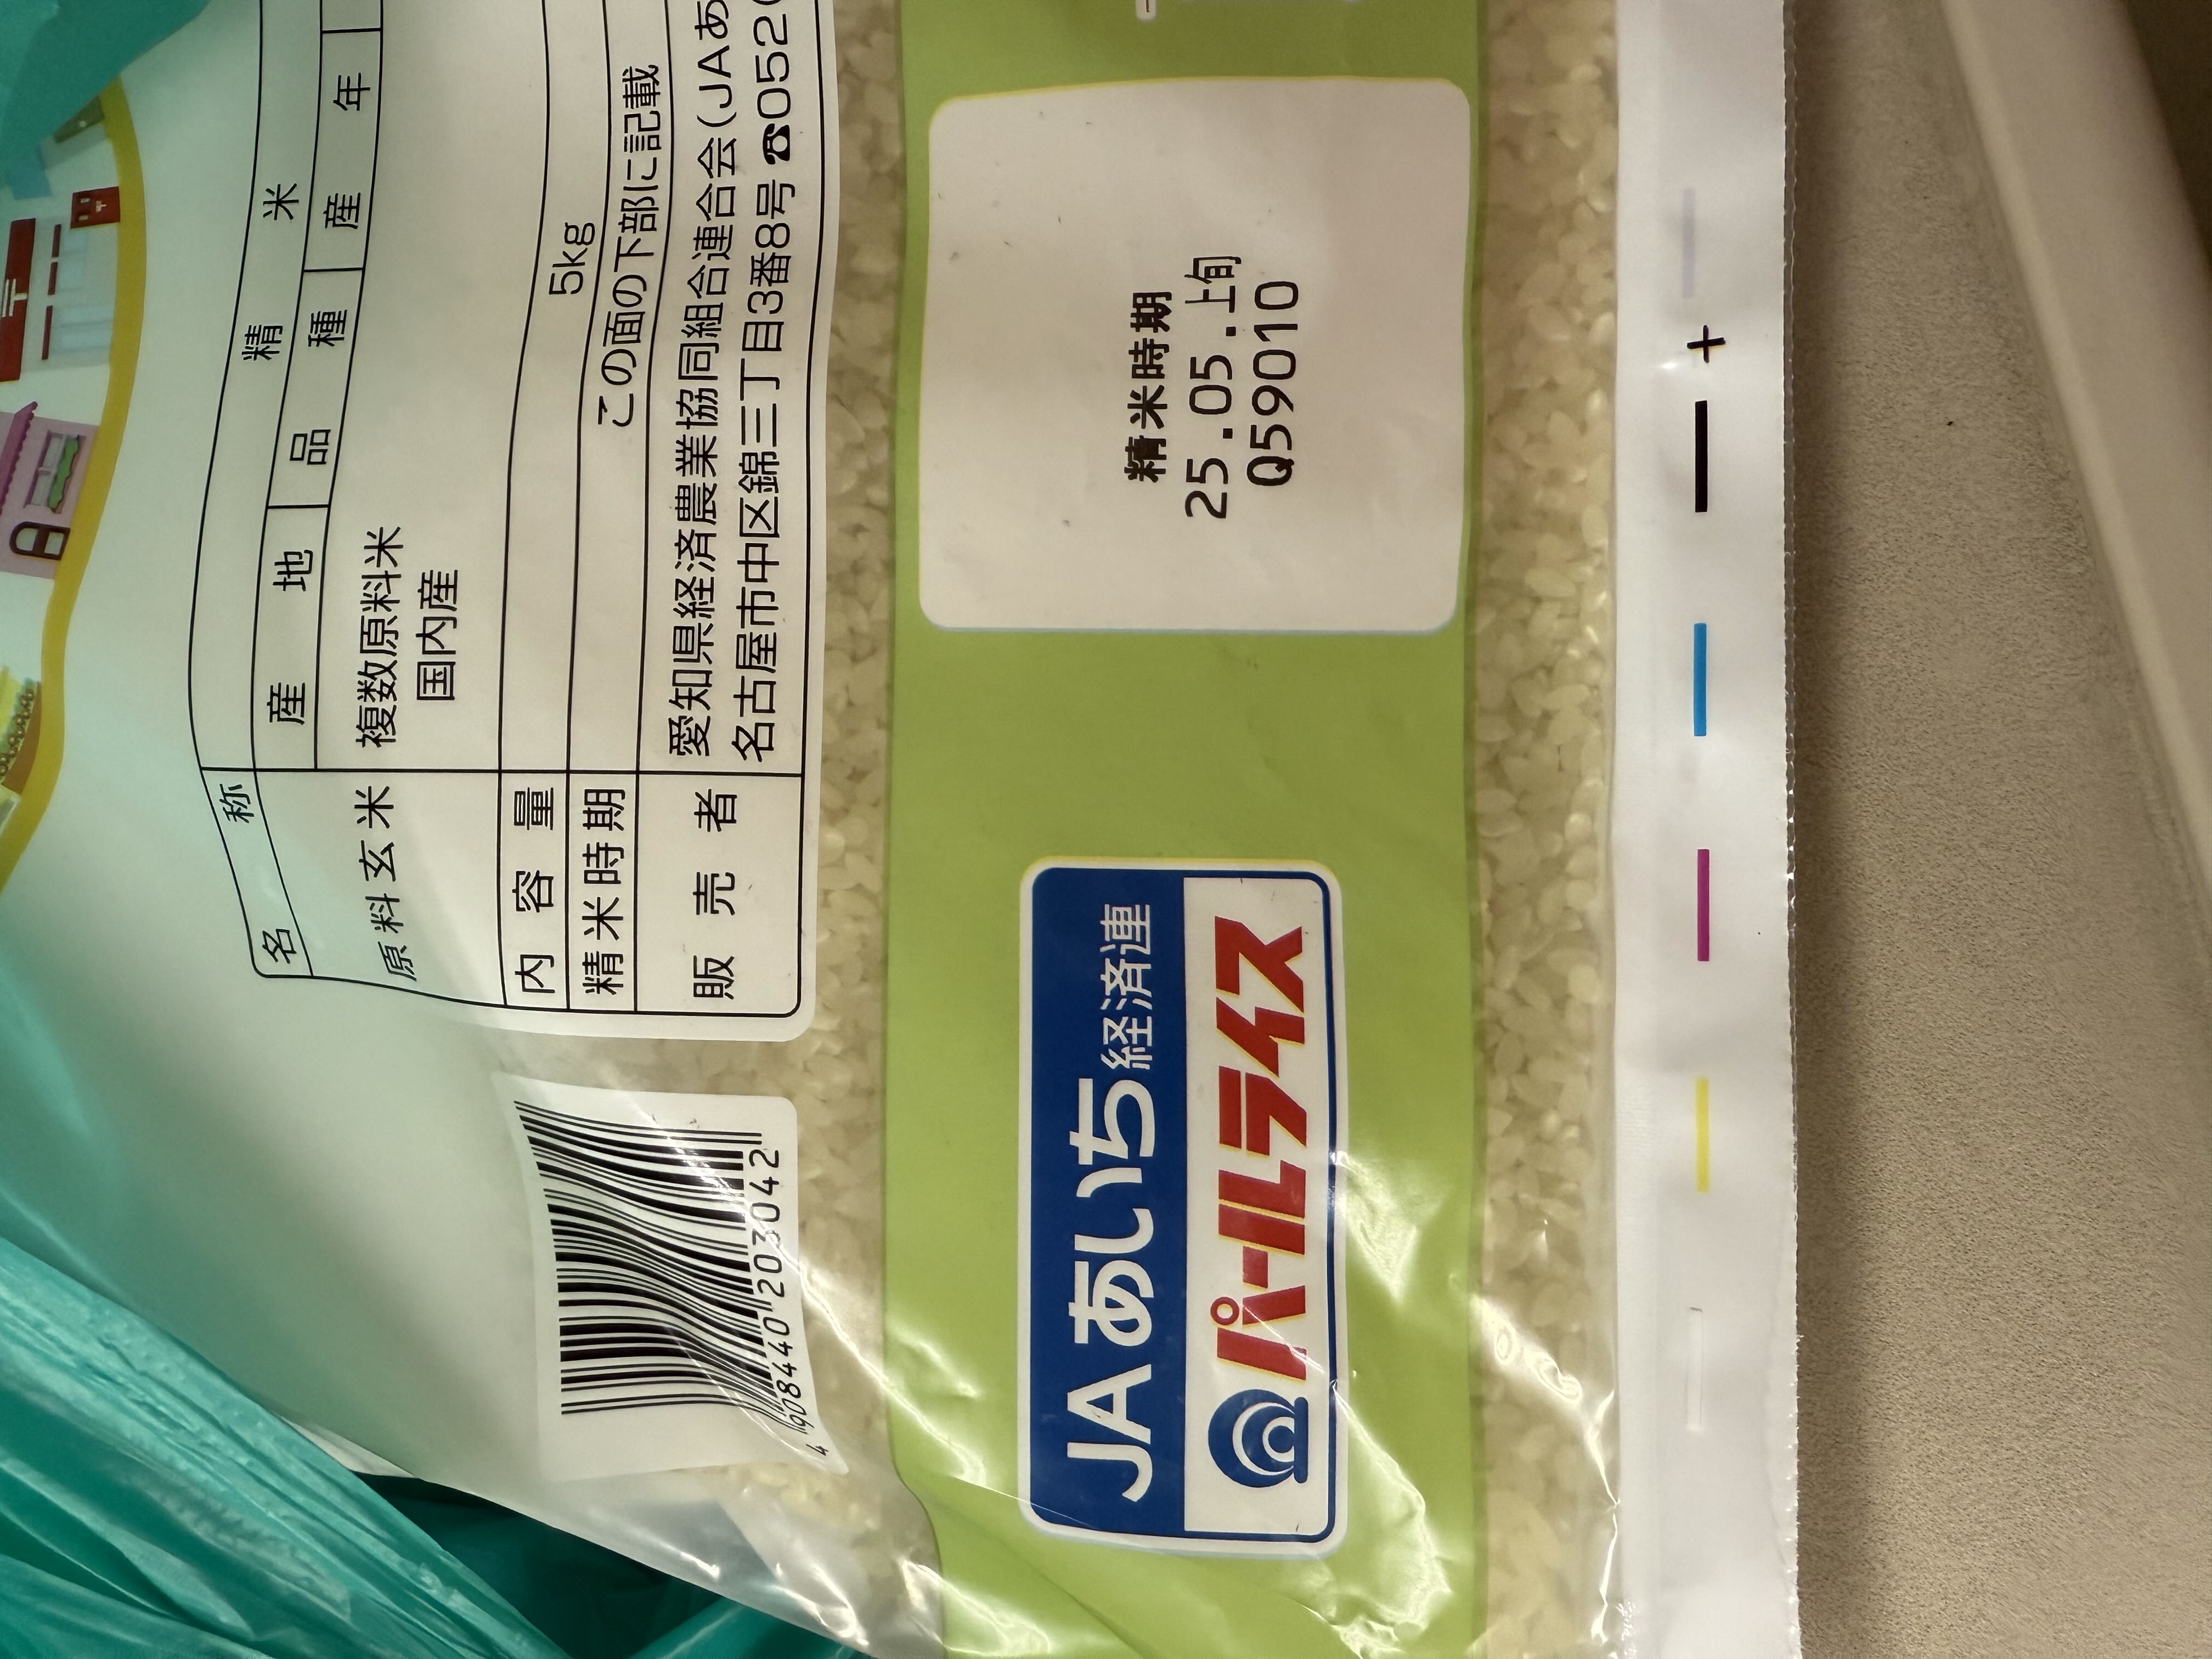 名称 精米
原料玄米 産地 品種 産年
複数原料米
国内産
内容量 5kg
精米時期 この面の下部に記載
販売者 愛知県経済農業協同組合連合会(JAあ
名古屋市中区錦三丁目3番8号 ☎052(
4 908440 203042
精米時期
25.05.上旬
Q59010
JAあいち経済連
パールライス
+